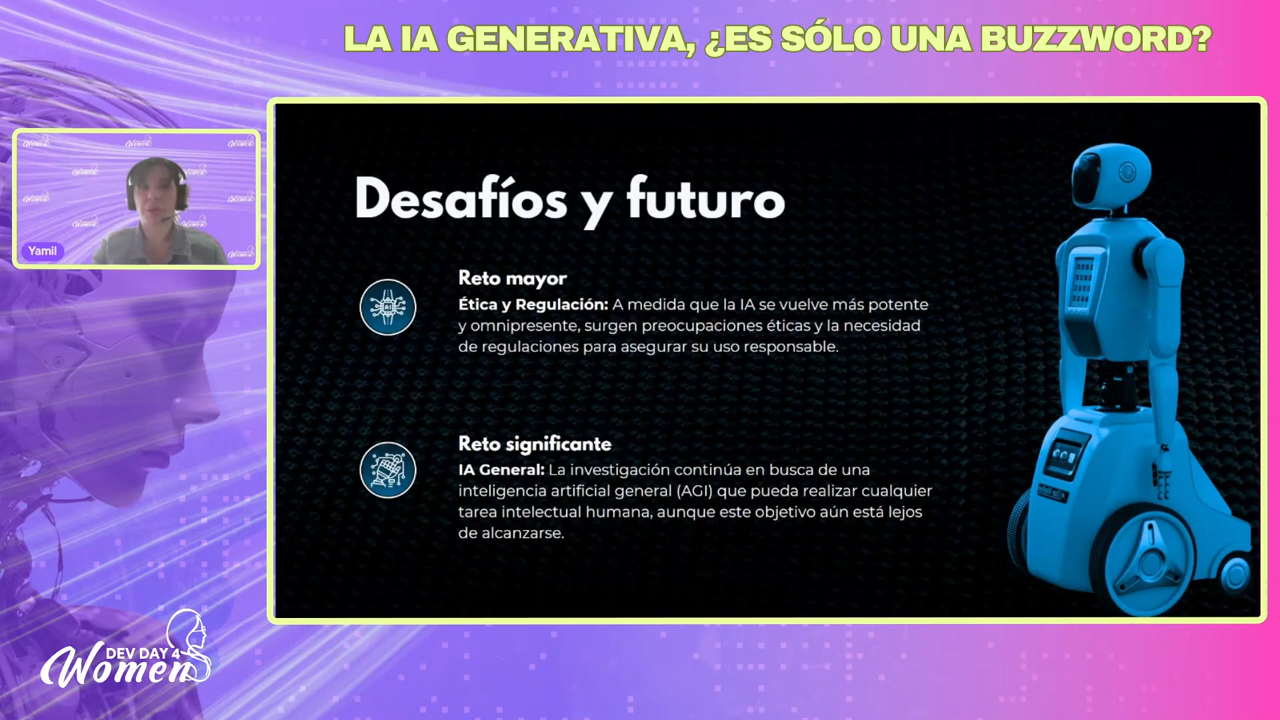 LA IA GENERATIVA, ¿ES SÓLO UNA BUZZWORD?
Yamil
Desafíos y futuro
Reto mayor
Ética y Regulación: A medida que la IA se vuelve más potente
y omnipresente, surgen preocupaciones éticas y la necesidad
de regulaciones para asegurar su uso responsable.
Reto significante
IA General: La investigación continúa en busca de una
inteligencia artificial general (AGI) que pueda realizar cualquier
tarea intelectual humana, aunque este objetivo aún está lejos
de alcanzarse.
DEV DAY 4
Women